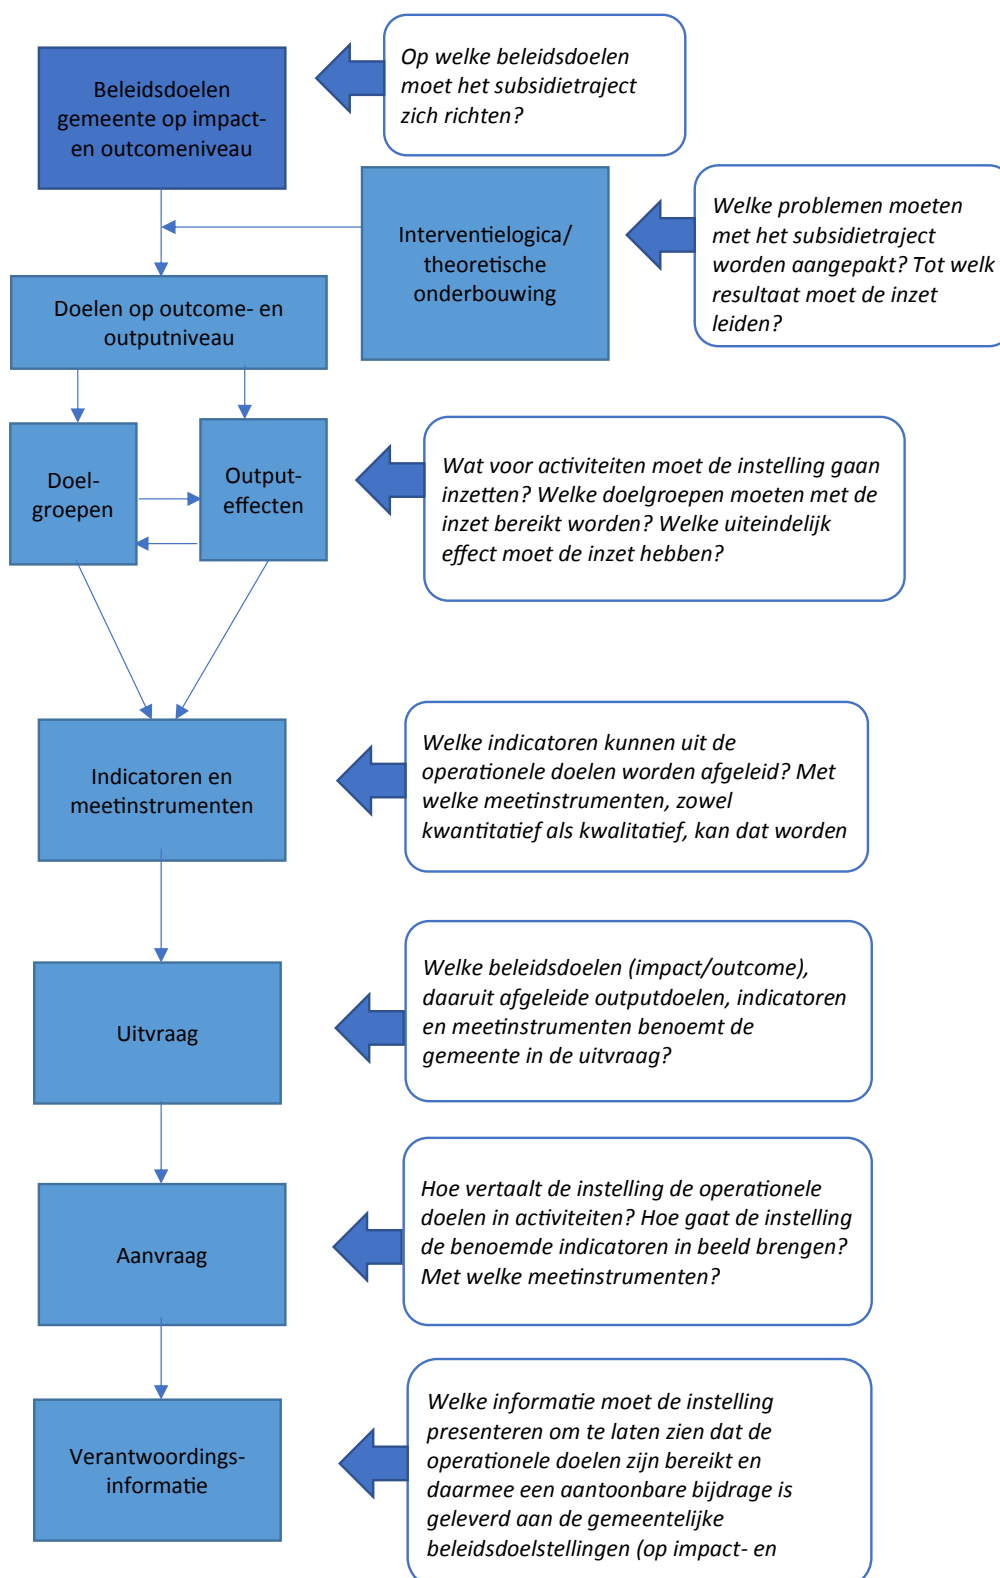 Beleidsdoelen
gemeente op impact-
en outcomeniveau
Op welke beleidsdoelen
moet het subsidietraject
zich richten?
Interventielogica/
theoretische
onderbouwing
Welke problemen moeten
met het subsidietraject
worden aangepakt? Tot welk
resultaat moet de inzet
leiden?
Doelen op outcome- en
outputniveau
Doel-
groepen
Output-
effecten
Wat voor activiteiten moet de instelling gaan
inzetten? Welke doelgroepen moeten met de
inzet bereikt worden? Welke uiteindelijk
effect moet de inzet hebben?
Indicatoren en
meetinstrumenten
Welke indicatoren kunnen uit de
operationele doelen worden afgeleid? Met
welke meetinstrumenten, zowel
kwantitatief als kwalitatief, kan dat worden
Uitvraag
Welke beleidsdoelen (impact/outcome),
daaruit afgeleide outputdoelen, indicatoren
en meetinstrumenten benoemt de
gemeente in de uitvraag?
Aanvraag
Hoe vertaalt de instelling de operationele
doelen in activiteiten? Hoe gaat de instelling
de benoemde indicatoren in beeld brengen?
Met welke meetinstrumenten?
Verantwoordings-
informatie
Welke informatie moet de instelling
presenteren om te laten zien dat de
operationele doelen zijn bereikt en
daarmee een aantoonbare bijdrage is
geleverd aan de gemeentelijke
beleidsdoelstellingen (op impact- en